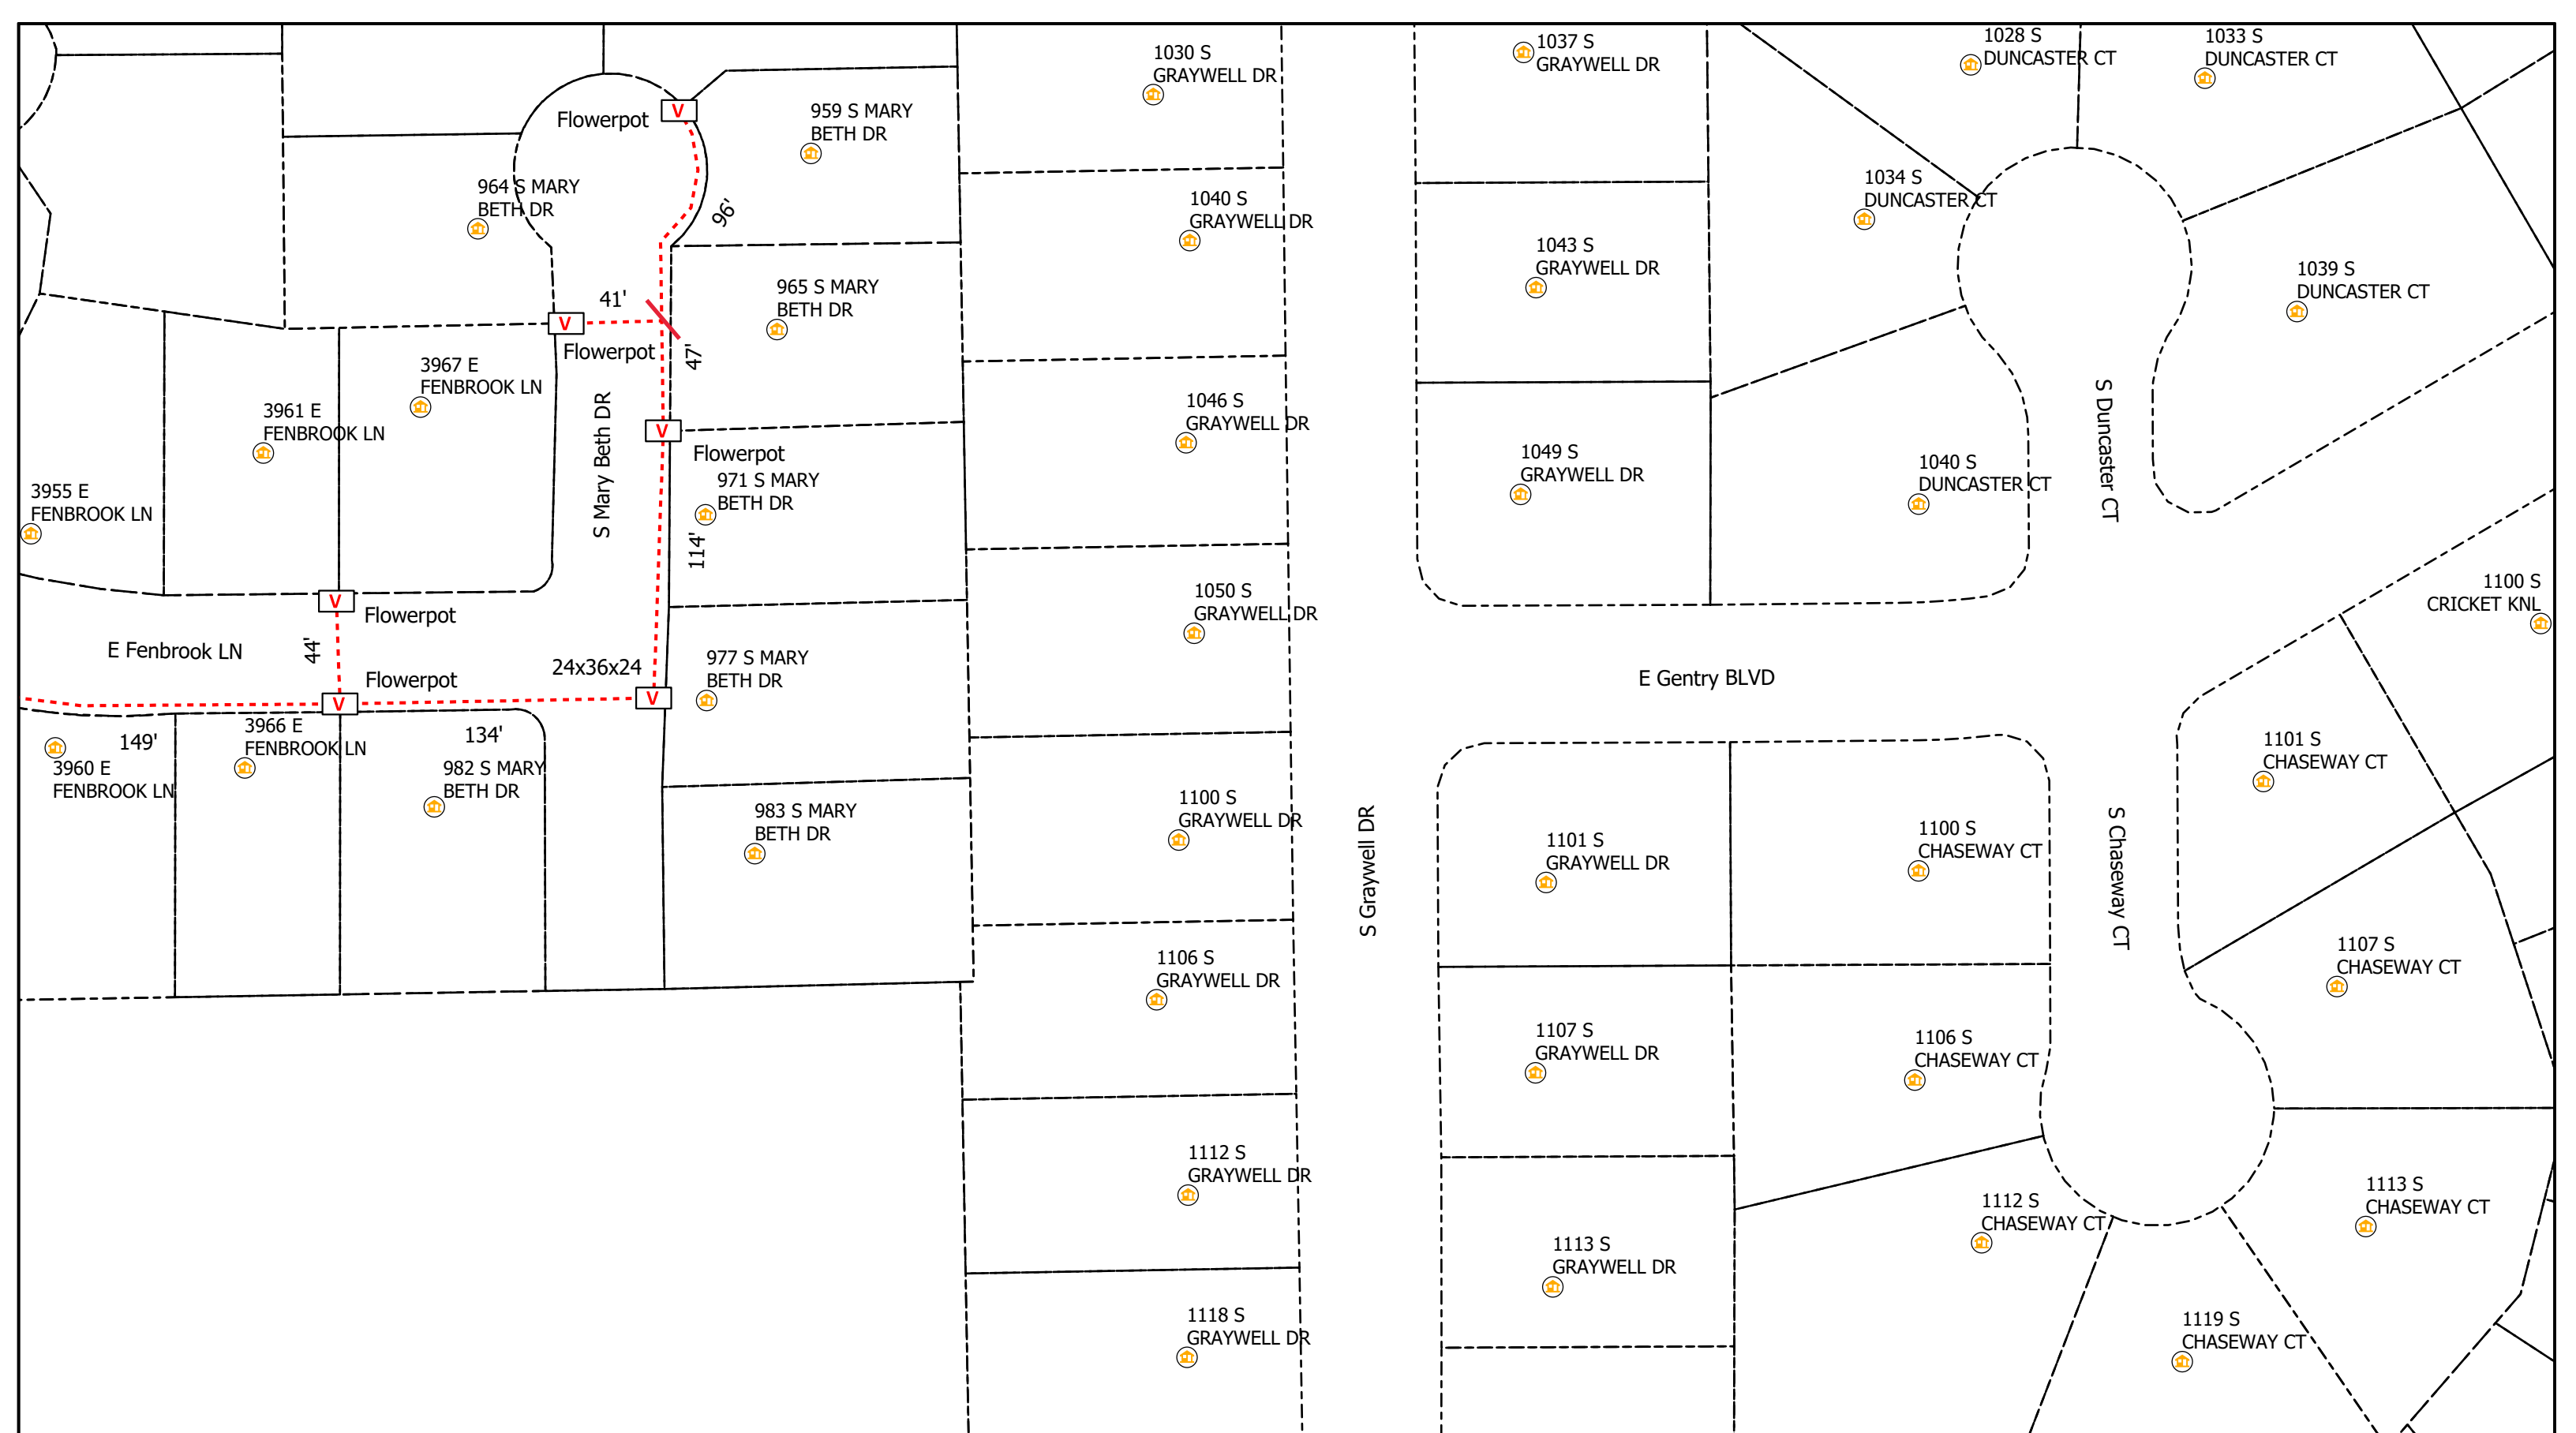 1030 S
GRAYWELL DR
1037 S
GRAYWELL DR
1028 S
DUNCASTER CT
1033 S
DUNCASTER CT
Flowerpot
V
959 S MARY
BETH DR
964 S MARY
BETH DR
96'
1040 S
GRAYWELL DR
1034 S
DUNCASTER CT
1043 S
GRAYWELL DR
1039 S
DUNCASTER CT
41'
965 S MARY
BETH DR
V
Flowerpot
47'
3967 E
FENBROOK LN
3961 E
FENBROOK LN
S Mary Beth DR
V
Flowerpot
971 S MARY
BETH DR
1046 S
GRAYWELL DR
1049 S
GRAYWELL DR
1040 S
DUNCASTER CT
S Duncaster CT
3955 E
FENBROOK LN
114'
1050 S
GRAYWELL DR
1100 S
CRICKET KNL
V
Flowerpot
E Fenbrook LN
44'
Flowerpot
V
24x36x24
V
977 S MARY
BETH DR
E Gentry BLVD
149'
3960 E
FENBROOK LN
3966 E
FENBROOK LN
134'
982 S MARY
BETH DR
983 S MARY
BETH DR
1100 S
GRAYWELL DR
S Graywell DR
1101 S
GRAYWELL DR
1100 S
CHASEWAY CT
S Chaseway CT
1101 S
CHASEWAY CT
1106 S
GRAYWELL DR
1107 S
CHASEWAY CT
1107 S
GRAYWELL DR
1106 S
CHASEWAY CT
1112 S
GRAYWELL DR
1112 S
CHASEWAY CT
1113 S
CHASEWAY CT
1113 S
GRAYWELL DR
1118 S
GRAYWELL DR
1119 S
CHASEWAY CT